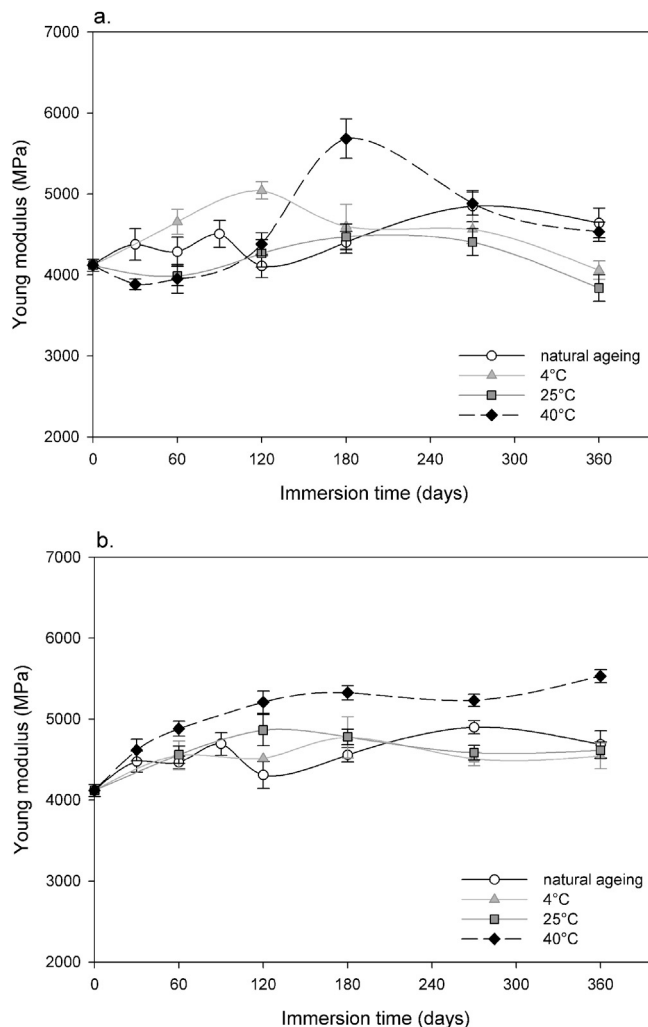 a.
7000
6000
5000
4000
3000
2000
Young modulus (MPa)
natural ageing
4°C
25°C
40°C
0 60 120 180 240 300 360
Immersion time (days)
b.
7000
6000
5000
4000
3000
2000
Young modulus (MPa)
natural ageing
4°C
25°C
40°C
0 60 120 180 240 300 360
Immersion time (days)